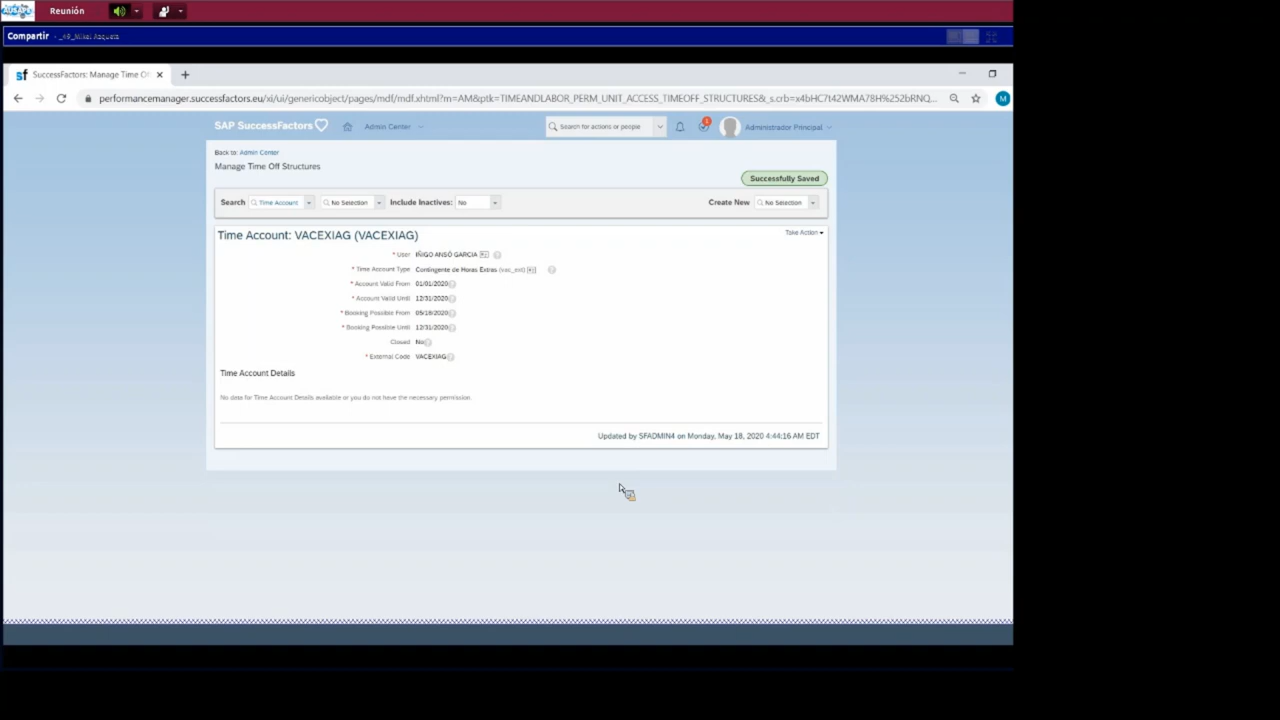 Reunión
Compartir - _49_Mikel Azqueta
sf SuccessFactors: Manage Time O
performancemanager.successfactors.eu/xi/ui/genericobject/pages/mdf/mdf.xhtml?m=AM&ptk=TIMEANDLABOR_PERM_UNIT_ACCESS_TIMEOFF_STRUCTURES&_s.crb=x4bHC7t42WMA78H%252bRNQ...
M
SAP SuccessFactors Admin Center Search for actions or people 1 Administrador Principal
Back to: Admin Center
Manage Time Off Structures
Successfully Saved
Search Time Account No Selection Include Inactives: No Create New No Selection
Time Account: VACEXIAG (VACEXIAG) Take Action
* User IÑIGO ANSÓ GARCIA
* Time Account Type Contingente de Horas Extras (vac_ext)
* Account Valid From 01/01/2020
* Account Valid Until 12/31/2020
* Booking Possible From 05/18/2020
* Booking Possible Until 12/31/2020
Closed No
* External Code VACEXIAG
Time Account Details
No data for Time Account Details available or you do not have the necessary permission.
Updated by SFADMIN4 on Monday, May 18, 2020 4:44:16 AM EDT